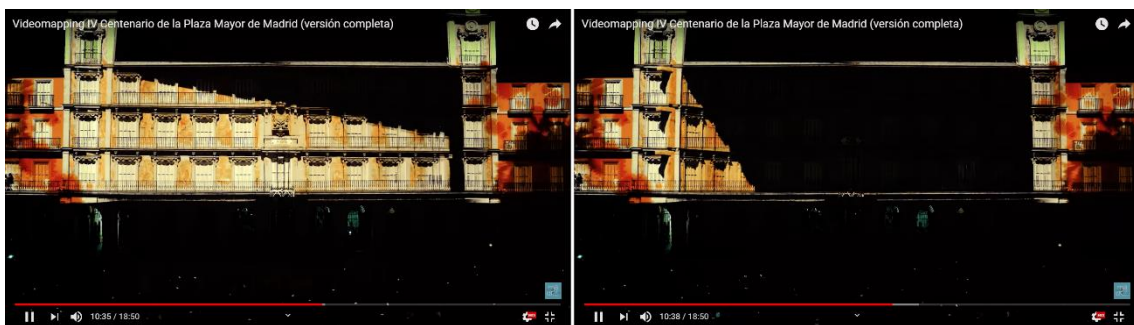 Videomapping IV Centenario de la Plaza Mayor de Madrid (versión completa)
10:35 / 18:50
Videomapping IV Centenario de la Plaza Mayor de Madrid (versión completa)
10:38 / 18:50